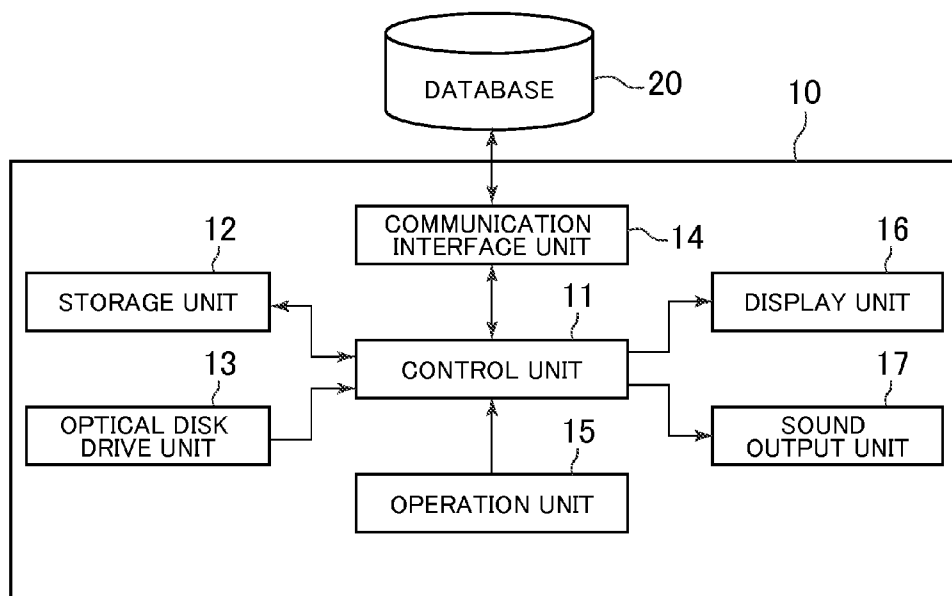 DATABASE
20
10
COMMUNICATION
INTERFACE UNIT
14
12
STORAGE UNIT
16
DISPLAY UNIT
11
CONTROL UNIT
13
OPTICAL DISK
DRIVE UNIT
17
SOUND
OUTPUT UNIT
15
OPERATION UNIT